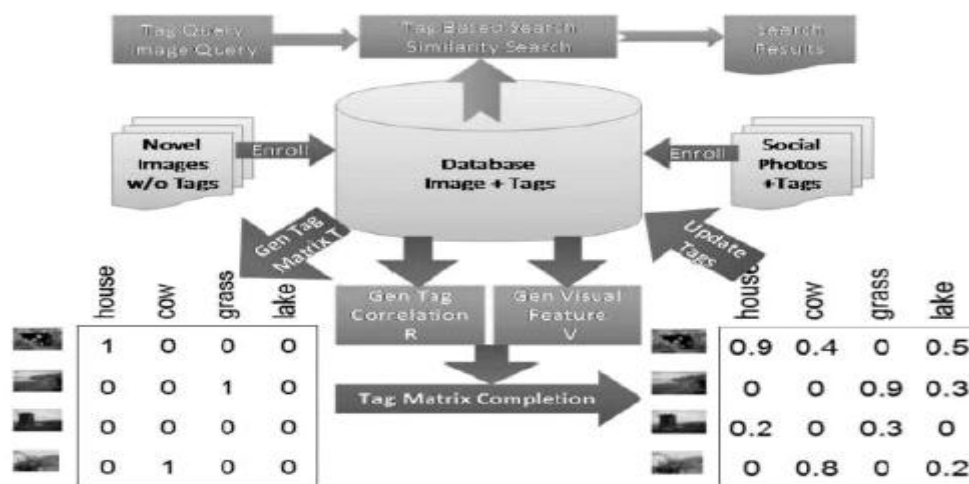 Tag Query
Image Query
Tag Based Search
Similarity Search
Search
Results
Novel
Images
w/o Tags
Enroll
Database
Image + Tags
Enroll
Social
Photos
+Tags
Gen Tag
Matrix T
Update
Tags
Gen Tag
Correlation
R
Gen Visual
Feature
V
Tag Matrix Completion
house cow grass lake
1 0 0 0
0 0 1 0
0 0 0 0
0 1 0 0
house cow grass lake
0.9 0.4 0 0.5
0 0 0.9 0.3
0.2 0 0.3 0
0 0.8 0 0.2